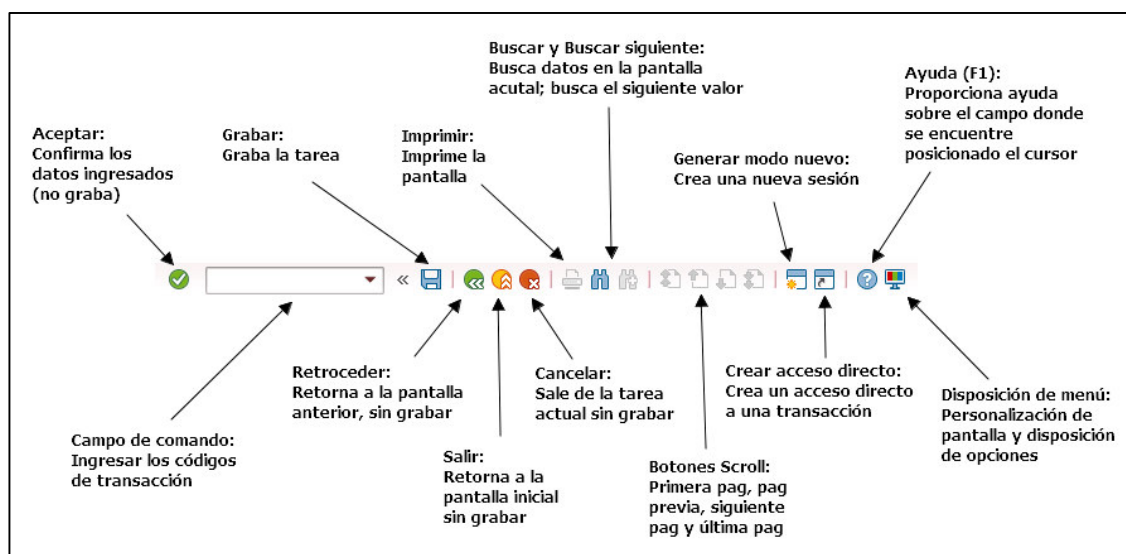 Buscar y Buscar siguiente:
Busca datos en la pantalla
acutal; busca el siguiente valor
Ayuda (F1):
Proporciona ayuda
sobre el campo donde
se encuentre
posicionado el cursor
Aceptar:
Confirma los
datos ingresados
(no graba)
Grabar:
Graba la tarea
Imprimir:
Imprime la
pantalla
Generar modo nuevo:
Crea una nueva sesión
Retroceder:
Retorna a la pantalla
anterior, sin grabar
Cancelar:
Sale de la tarea
actual sin grabar
Crear acceso directo:
Crea un acceso directo
a una transacción
Disposición de menú:
Personalización de
pantalla y disposición
de opciones
Campo de comando:
Ingresar los códigos
de transacción
Salir:
Retorna a la
pantalla inicial
sin grabar
Botones Scroll:
Primera pag, pag
previa, siguiente
pag y última pag